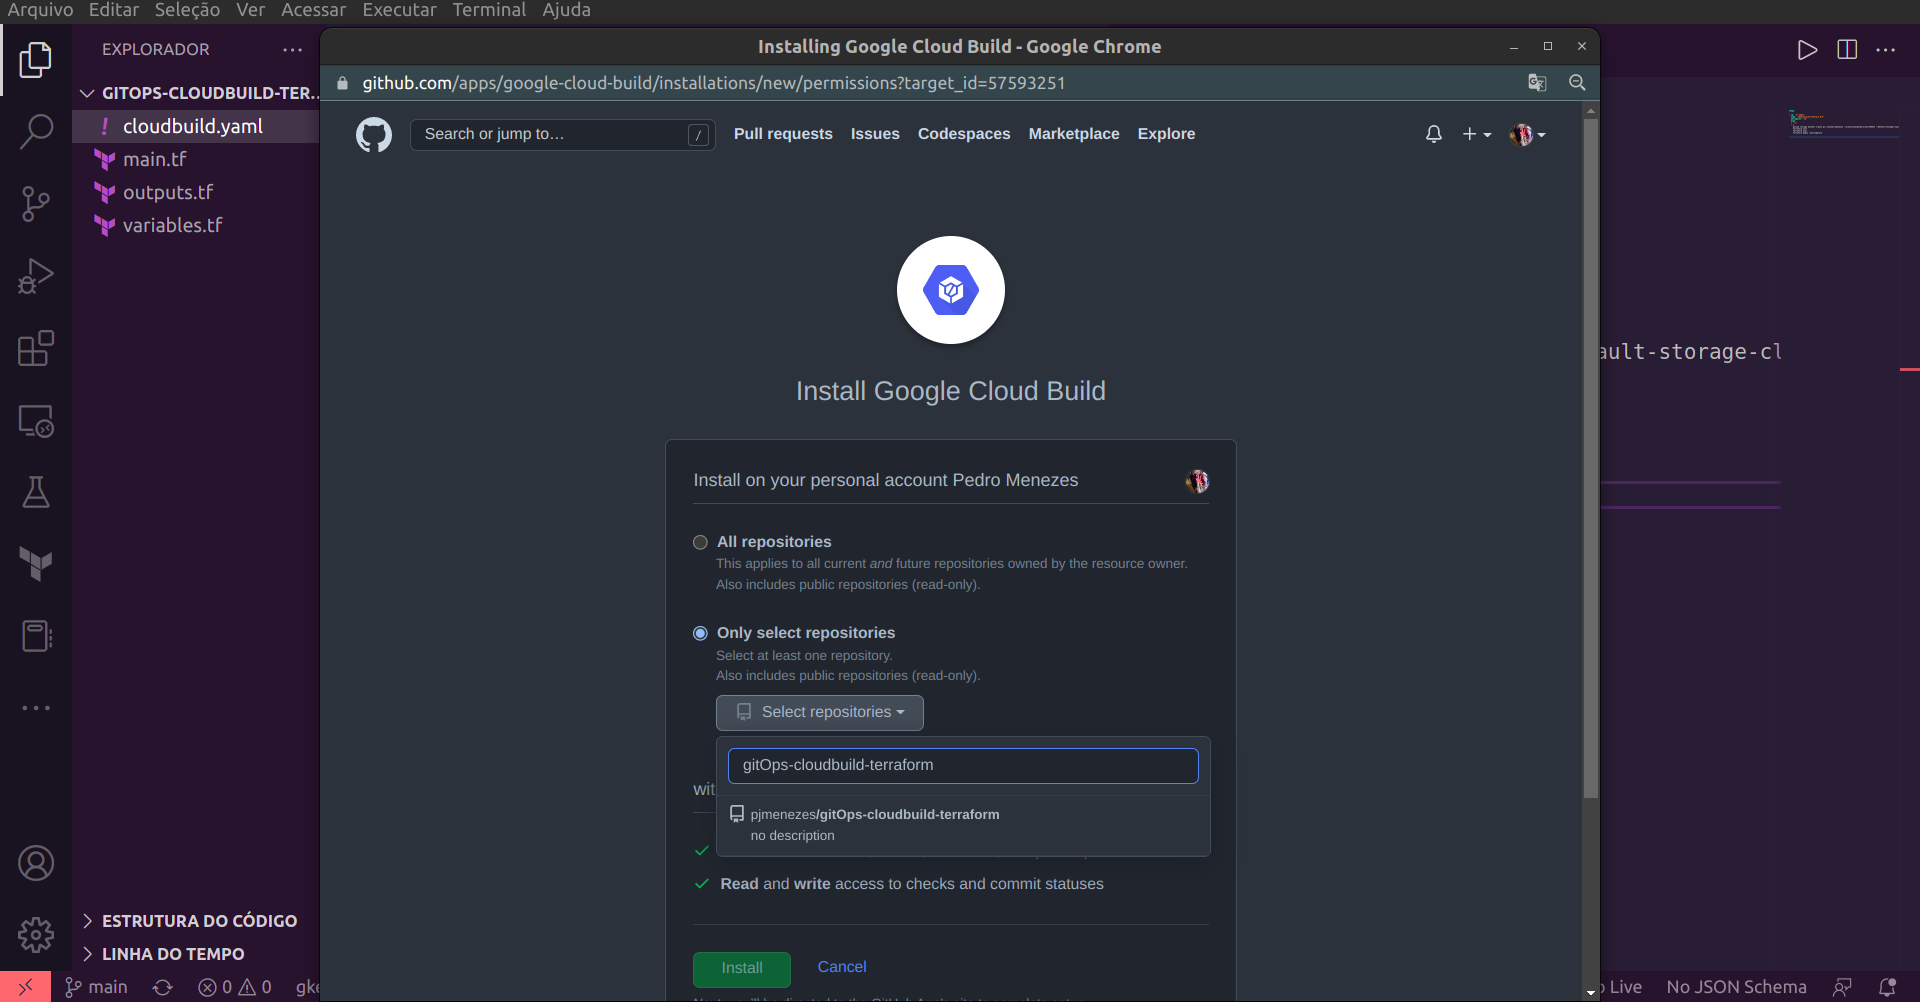 Arquivo Editar Seleção Ver Acessar Executar Terminal Ajuda
EXPLORADOR
GITOPS-CLOUDBUILD-TER...
! cloudbuild.yaml
main.tf
outputs.tf
variables.tf
Installing Google Cloud Build - Google Chrome
github.com/apps/google-cloud-build/installations/new/permissions?target_id=57593251
Search or jump to… / Pull requests Issues Codespaces Marketplace Explore
Install Google Cloud Build
Install on your personal account Pedro Menezes
All repositories
This applies to all current and future repositories owned by the resource owner.
Also includes public repositories (read-only).
Only select repositories
Select at least one repository.
Also includes public repositories (read-only).
Select repositories
gitOps-cloudbuild-terraform
wit
pjmenezes/gitOps-cloudbuild-terraform
no description
Read and write access to checks and commit statuses
Install Cancel
ault-storage-cl
ESTRUTURA DO CÓDIGO
LINHA DO TEMPO
main 0 0 gke
Live No JSON Schema